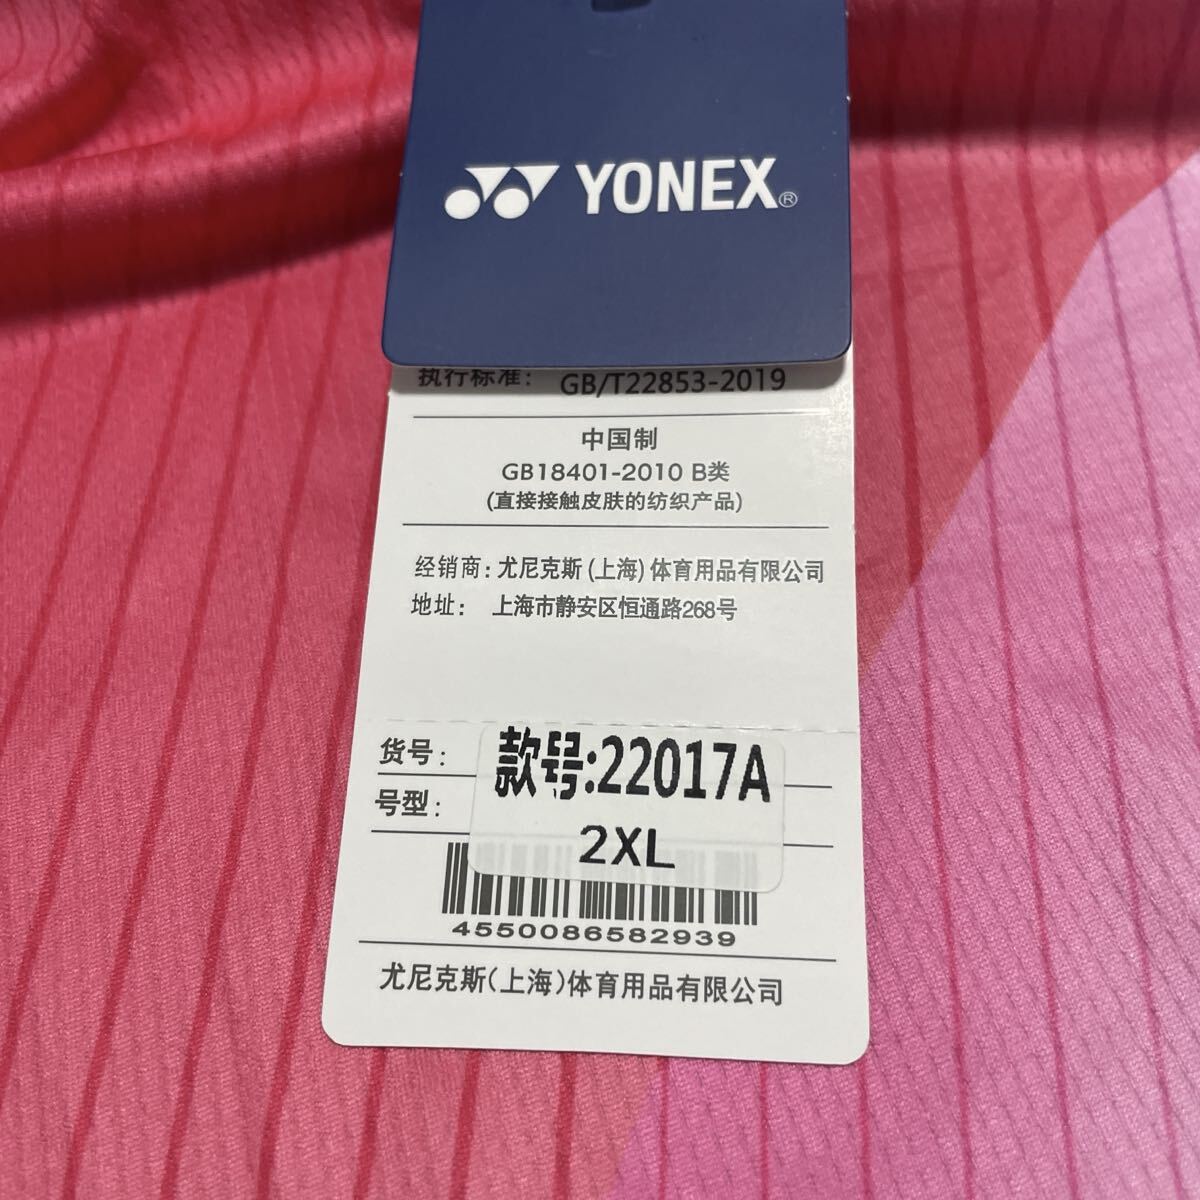 YONEX®
执行标准: GB/T22853-2019
中国制
GB18401-2010 B类
(直接接触皮肤的纺织产品)
经销商: 尤尼克斯 (上海) 体育用品有限公司
地址: 上海市静安区恒通路268号
货号:
款号:22017A
号型:
2XL
4550086582939
尤尼克斯(上海)体育用品有限公司